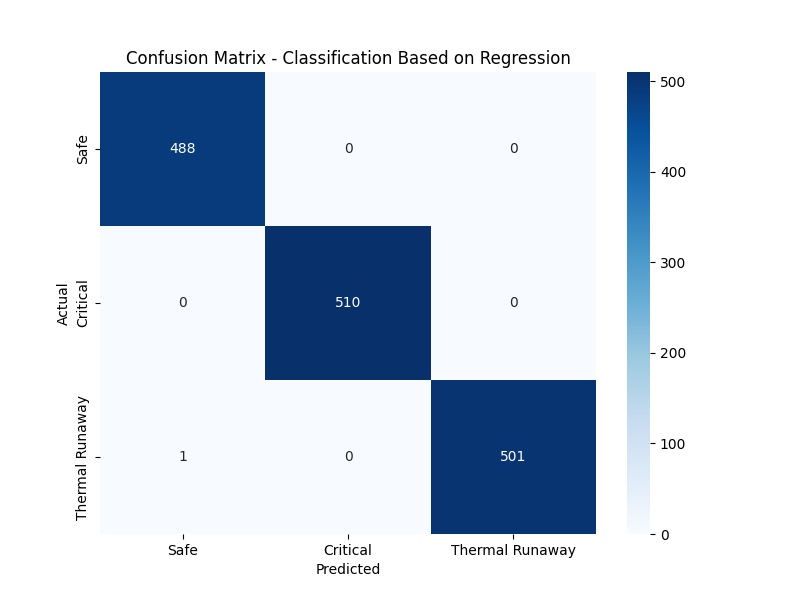 Confusion Matrix - Classification Based on Regression
Safe
488
0
0
Critical
0
510
0
Thermal Runaway
1
0
501
Actual
Safe
Critical
Thermal Runaway
Predicted
500
400
300
200
100
0